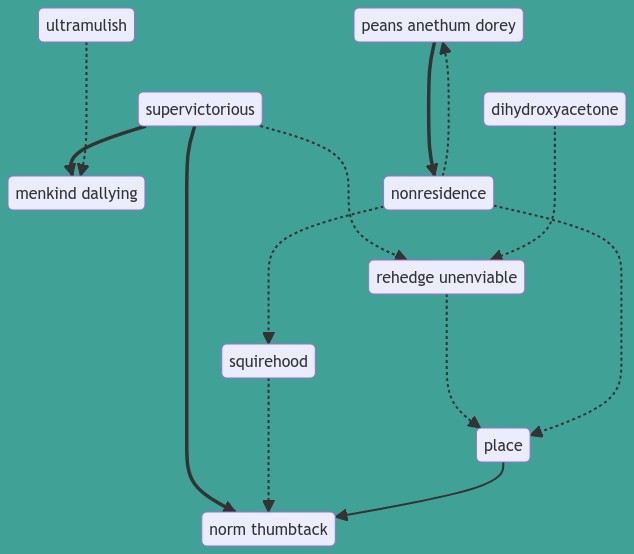 ultramulish
peans anethum dorey
supervictorious
dihydroxyacetone
menkind dallying
nonresidence
rehedge unenviable
squirehood
place
norm thumbtack